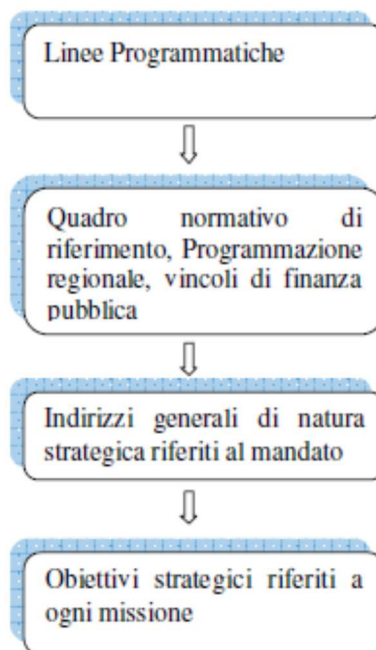 Linee Programmatiche
Quadro normativo di
riferimento, Programmazione
regionale, vincoli di finanza
pubblica
Indirizzi generali di natura
strategica riferiti al mandato
Obiettivi strategici riferiti a
ogni missione